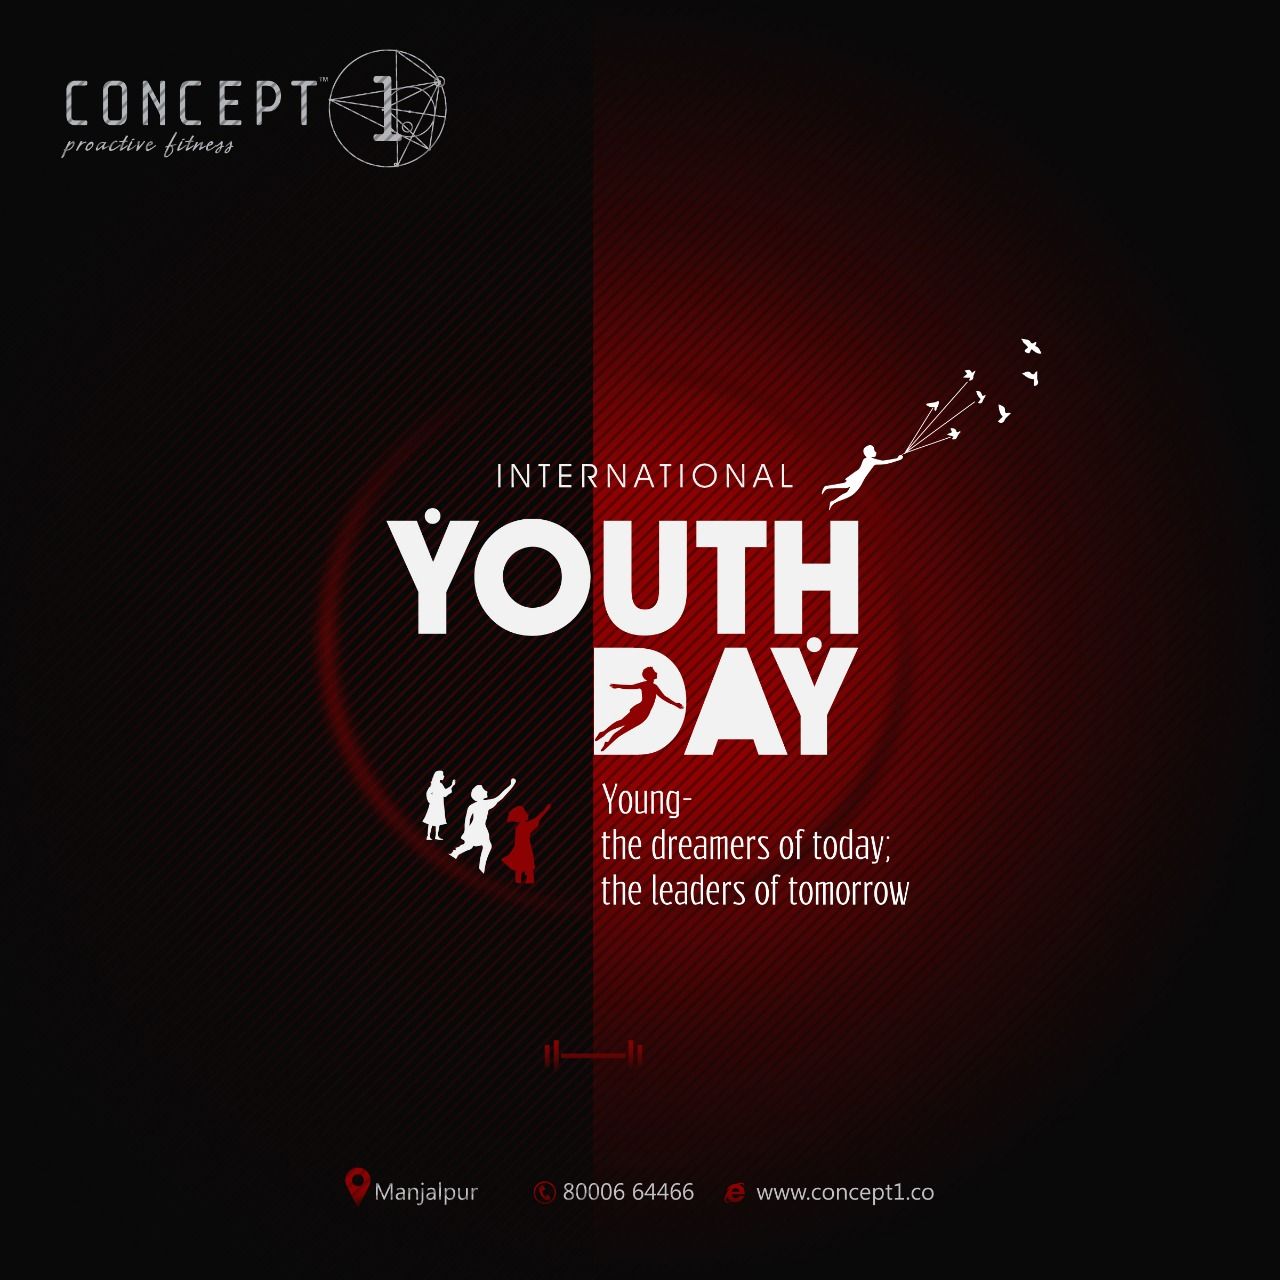 CONCEPT™ 1
proactive fitness
INTERNATIONAL
YOUTH
DAY
Young-
the dreamers of today;
the leaders of tomorrow
Manjalpur 80006 64466 www.concept1.co